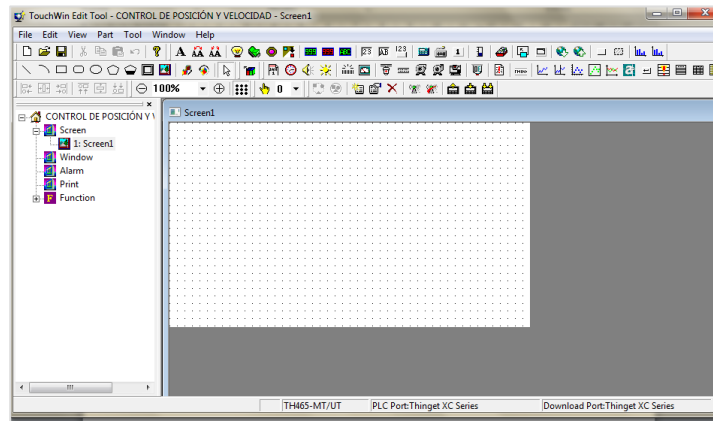 TouchWin Edit Tool - CONTROL DE POSICIÓN Y VELOCIDAD - Screen1
File Edit View Part Tool Window Help
100% 0
CONTROL DE POSICIÓN Y V
Screen
1: Screen1
Window
Alarm
Print
Function
Screen1
TH465-MT/UT PLC Port:Thinget XC Series Download Port:Thinget XC Series